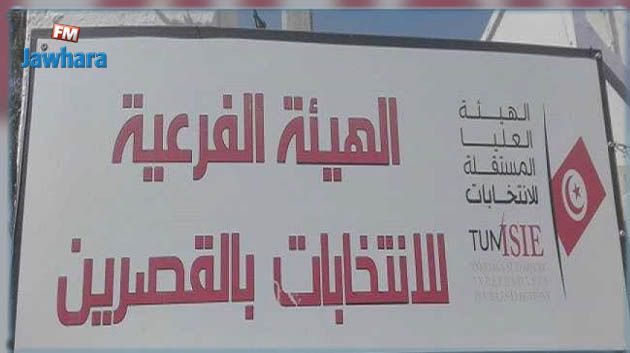 FM
Jawhara
الهيئة الفرعية
للانتخابات بالقصرين
الهيئة
العليا
المستقلة
للانتخابات
TUNISIE